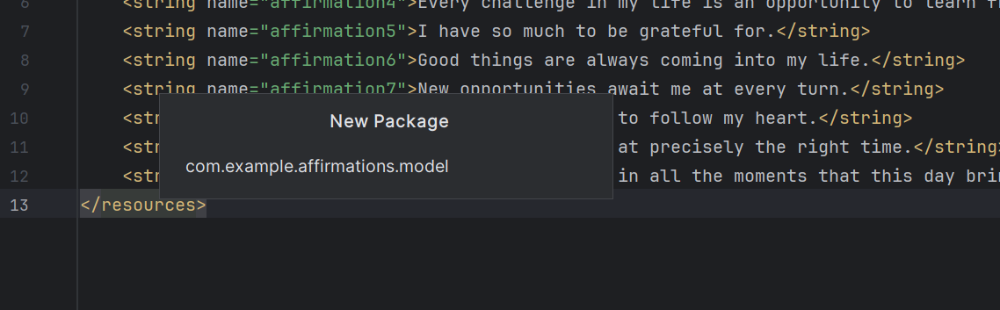 6 <string name="affirmation4">Every challenge in my life is an opportunity to learn
7 <string name="affirmation5">I have so much to be grateful for.</string>
8 <string name="affirmation6">Good things are always coming into my life.</string>
9 <string name="affirmation7">New opportunities await me at every turn.</string>
10 <str to follow my heart.</string>
11 <str at precisely the right time.</string>
12 <str in all the moments that this day bri
13 </resources>
New Package
com.example.affirmations.model